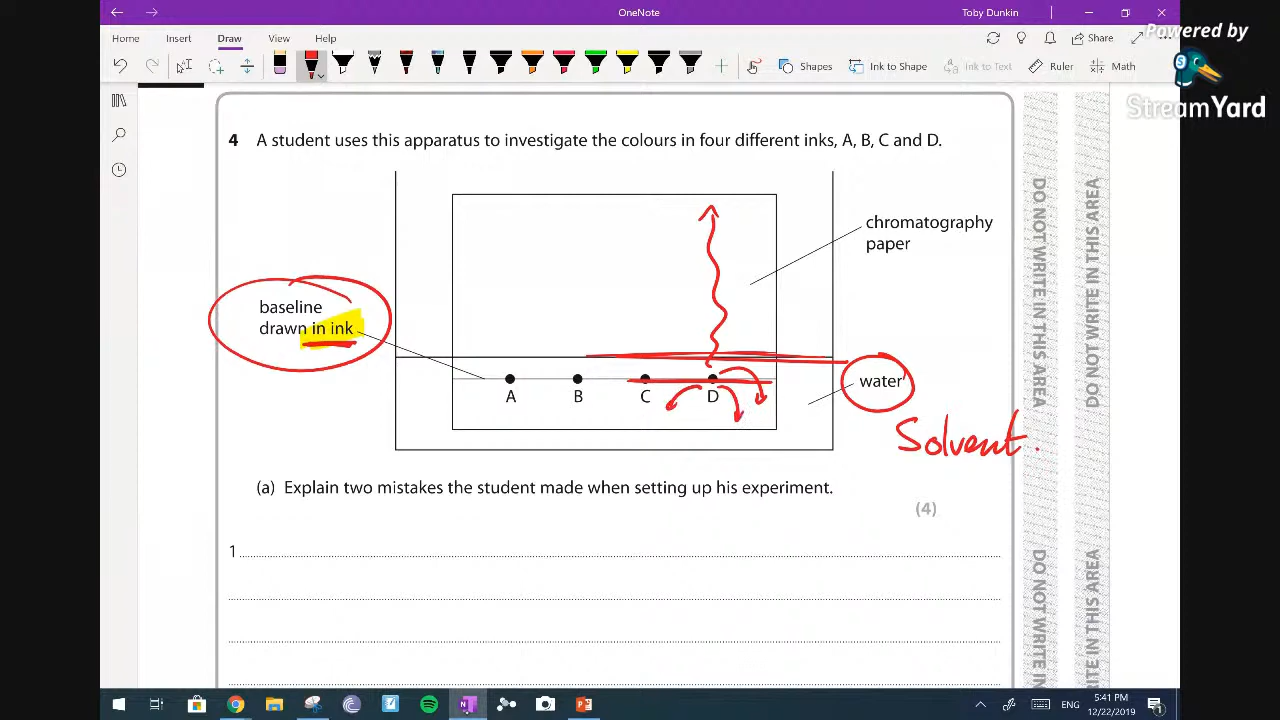 OneNote
Toby Dunkin
Powered by
StreamYard
Home Insert Draw View Help
Share
Shapes
Ink to Shape
Ink to Text
Ruler
Math
4 A student uses this apparatus to investigate the colours in four different inks, A, B, C and D.
chromatography
paper
baseline
drawn in ink
A B C D
water
Solvent.
(a) Explain two mistakes the student made when setting up his experiment.
(4)
1
DO NOT WRITE IN THIS AREA
DO NOT WRITE IN THIS AREA
DO NOT WRITE IN
WRITE IN THIS AREA
ENG
5:41 PM
12/22/2019